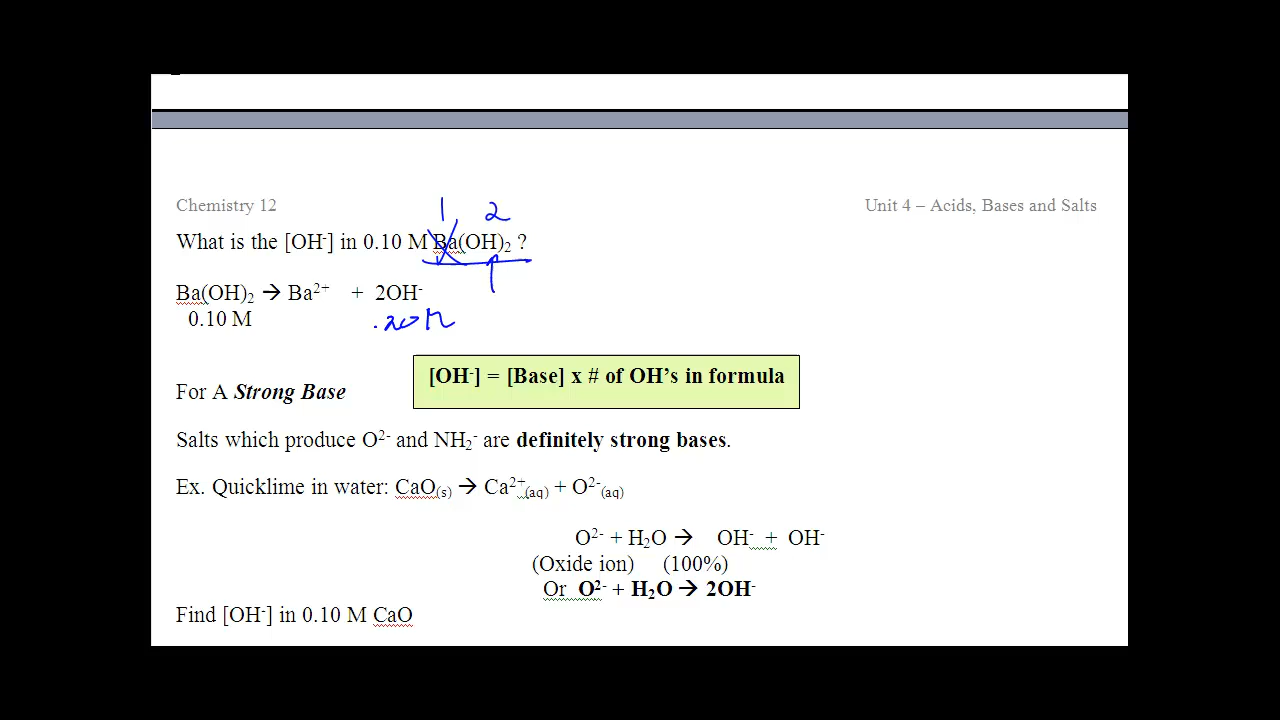 Chemistry 12
Unit 4 – Acids, Bases and Salts
1 2
What is the [OH⁻] in 0.10 M Ba(OH)₂ ?
Ba(OH)₂ → Ba²⁺ + 2OH⁻
0.10 M .20 M
[OH⁻] = [Base] x # of OH's in formula
For A Strong Base
Salts which produce O²⁻ and NH₂⁻ are definitely strong bases.
Ex. Quicklime in water: CaO(s) → Ca²⁺(aq) + O²⁻(aq)
O²⁻ + H₂O → OH⁻ + OH⁻
(Oxide ion) (100%)
Or O²⁻ + H₂O → 2OH⁻
Find [OH⁻] in 0.10 M CaO